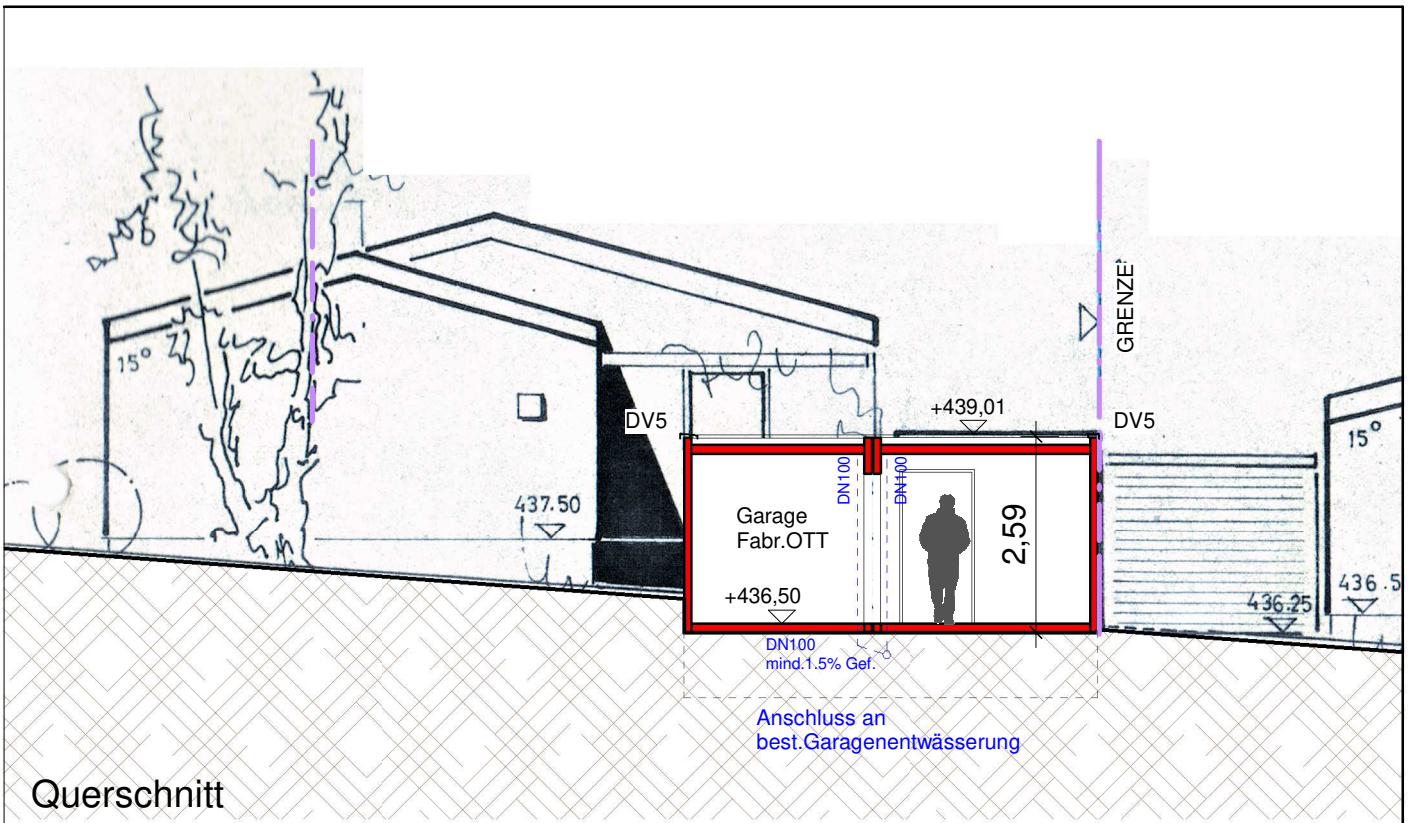 GRENZE
15°
+439,01
DV5
DV5
15°
437.50
DN100
DN100
Garage
Fabr.OTT
2,59
+436,50
436.25
436.5
DN100
mind.1.5% Gef.
Anschluss an
best.Garagenentwässerung
Querschnitt